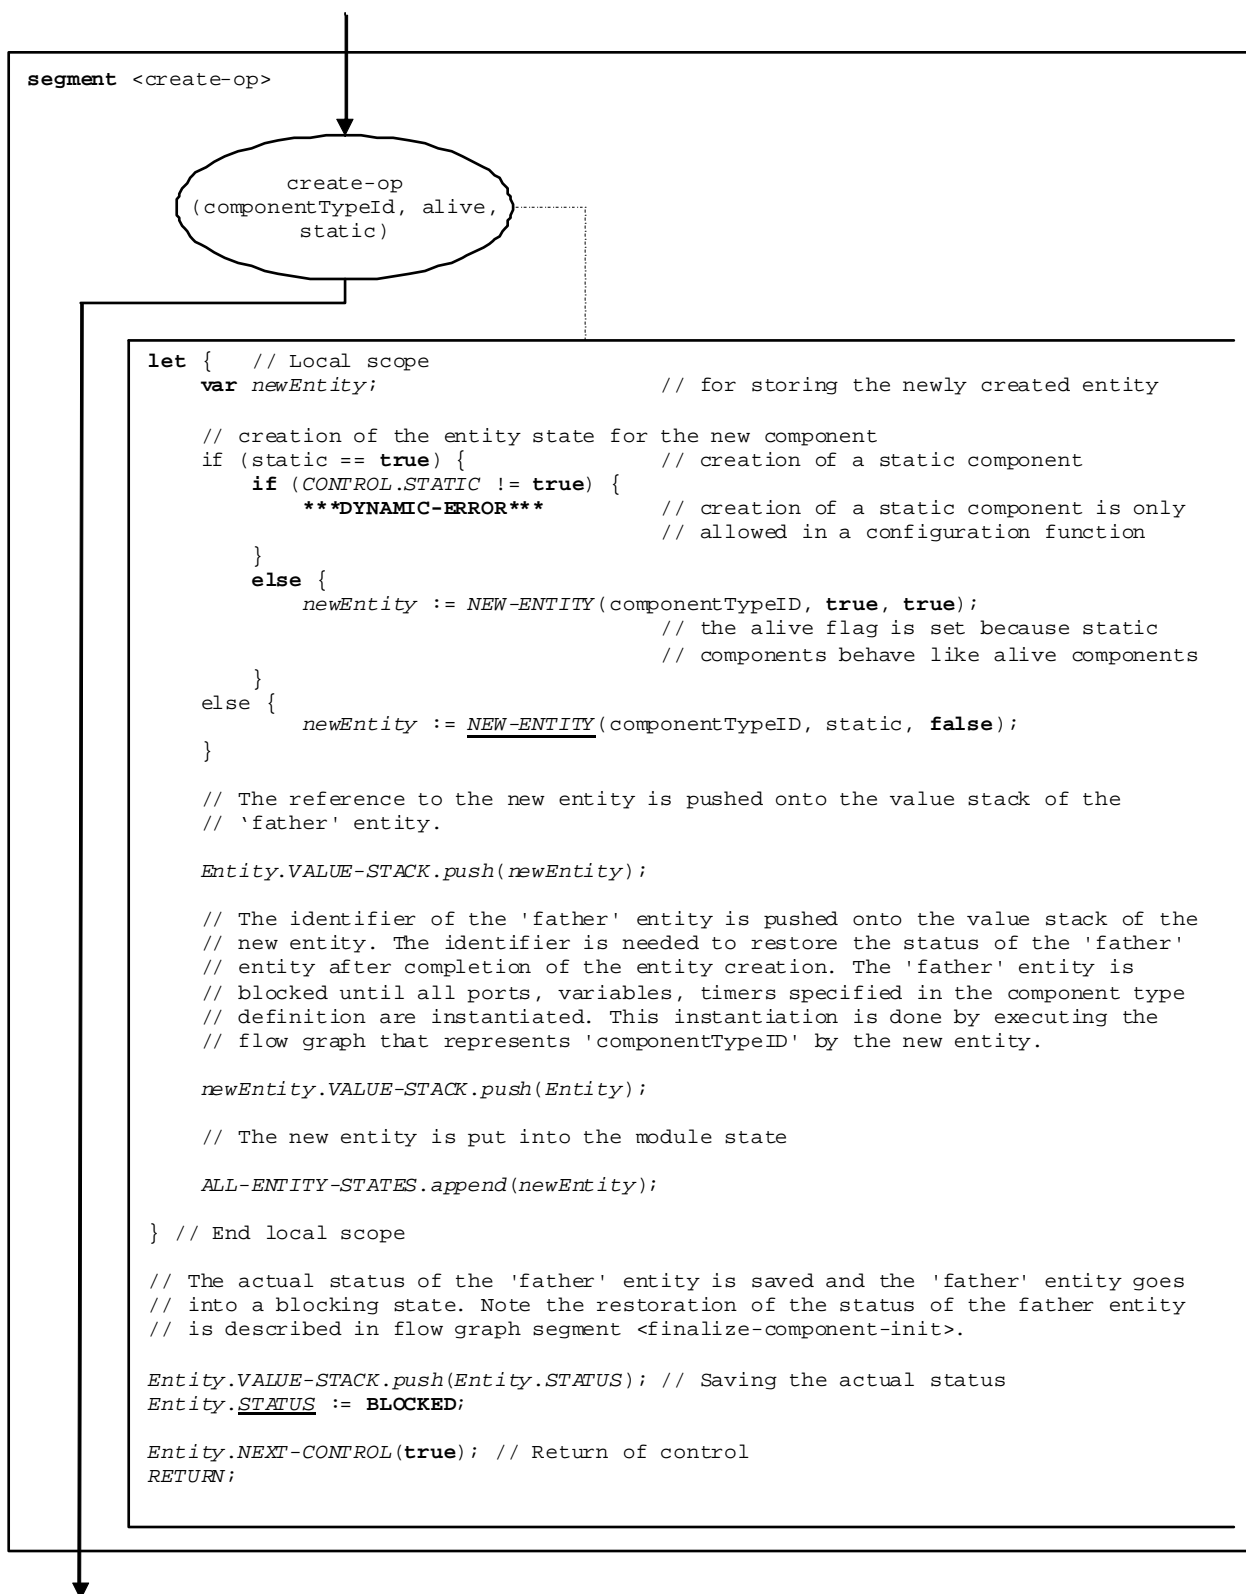 segment <create-op>
create-op
(componentTypeId, alive,
static)
let {   // Local scope
var newEntity;   // for storing the newly created entity
// creation of the entity state for the new component
if (static == true) {   // creation of a static component
if (CONTROL.STATIC != true) {
***DYNAMIC-ERROR***   // creation of a static component is only
// allowed in a configuration function
}
else {
newEntity := NEW-ENTITY(componentTypeID, true, true);
// the alive flag is set because static
// components behave like alive components
}
else {
newEntity := NEW-ENTITY(componentTypeID, static, false);
}
// The reference to the new entity is pushed onto the value stack of the
// ‘father' entity.
Entity.VALUE-STACK.push(newEntity);
// The identifier of the 'father' entity is pushed onto the value stack of the
// new entity. The identifier is needed to restore the status of the 'father'
// entity after completion of the entity creation. The 'father' entity is
// blocked until all ports, variables, timers specified in the component type
// definition are instantiated. This instantiation is done by executing the
// flow graph that represents 'componentTypeID' by the new entity.
newEntity.VALUE-STACK.push(Entity);
// The new entity is put into the module state
ALL-ENTITY-STATES.append(newEntity);
} // End local scope
// The actual status of the 'father' entity is saved and the 'father' entity goes
// into a blocking state. Note the restoration of the status of the father entity
// is described in flow graph segment <finalize-component-init>.
Entity.VALUE-STACK.push(Entity.STATUS); // Saving the actual status
Entity.STATUS := BLOCKED;
Entity.NEXT-CONTROL(true); // Return of control
RETURN;